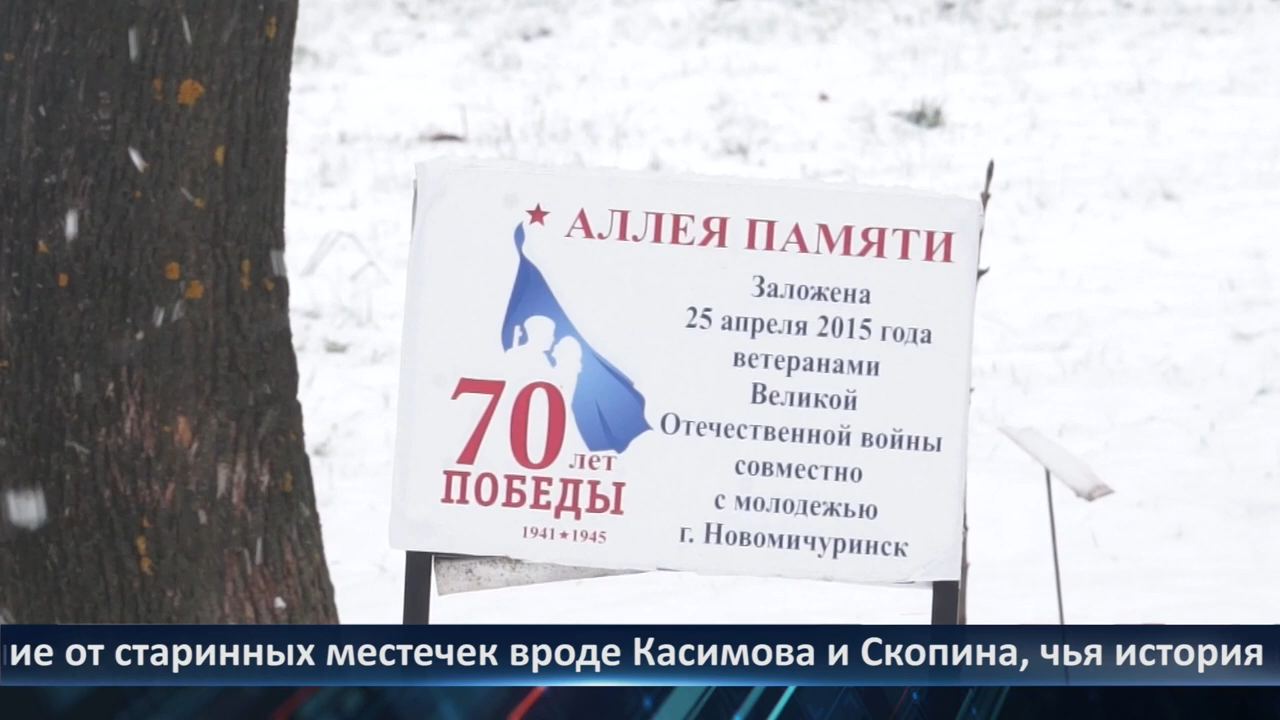 АЛЛЕЯ ПАМЯТИ
Заложена
25 апреля 2015 года
ветеранами
Великой
Отечественной войны
совместно
с молодежью
г. Новомичуринск
70
лет
ПОБЕДЫ
1941★1945
ие от старинных местечек вроде Касимова и Скопина, чья история